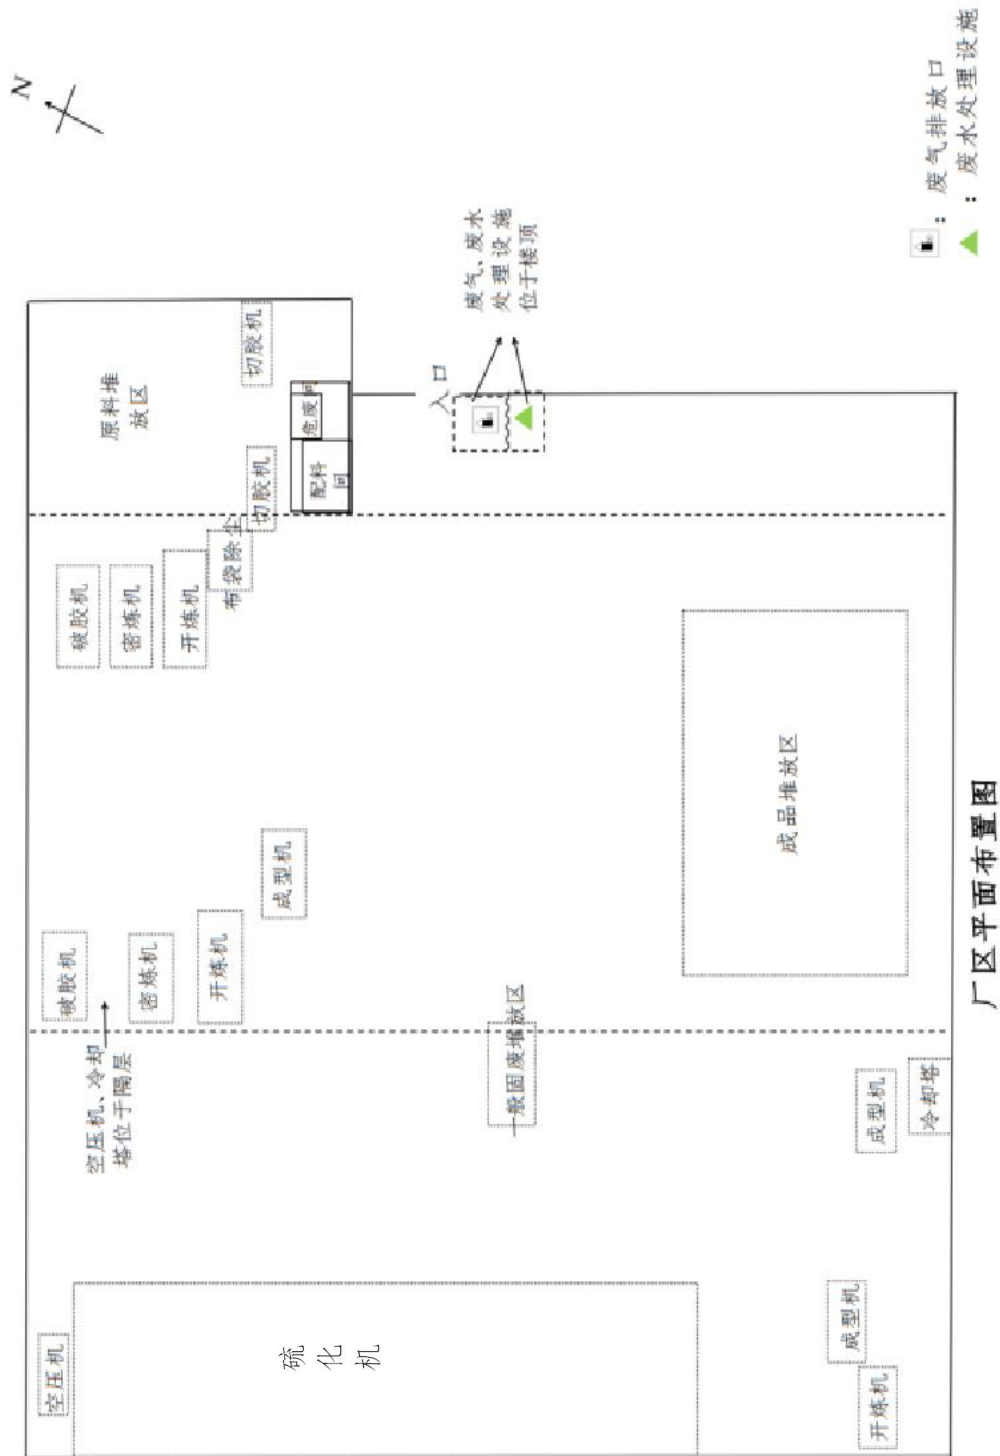 N
：废气排放口
：废水处理设施
废气、废水
处理设施
位于楼顶
入口
切胶机
原料堆
放区
危废间
配料
间
切胶机
布袋除尘
破胶机
密炼机
开炼机
成品堆放区
成型机
破胶机
密炼机
开炼机
空压机、冷却
塔位于隔层
一般固废堆放区
成型机
冷却塔
空压机
硫
化
机
成型机
开炼机
厂区平面布置图